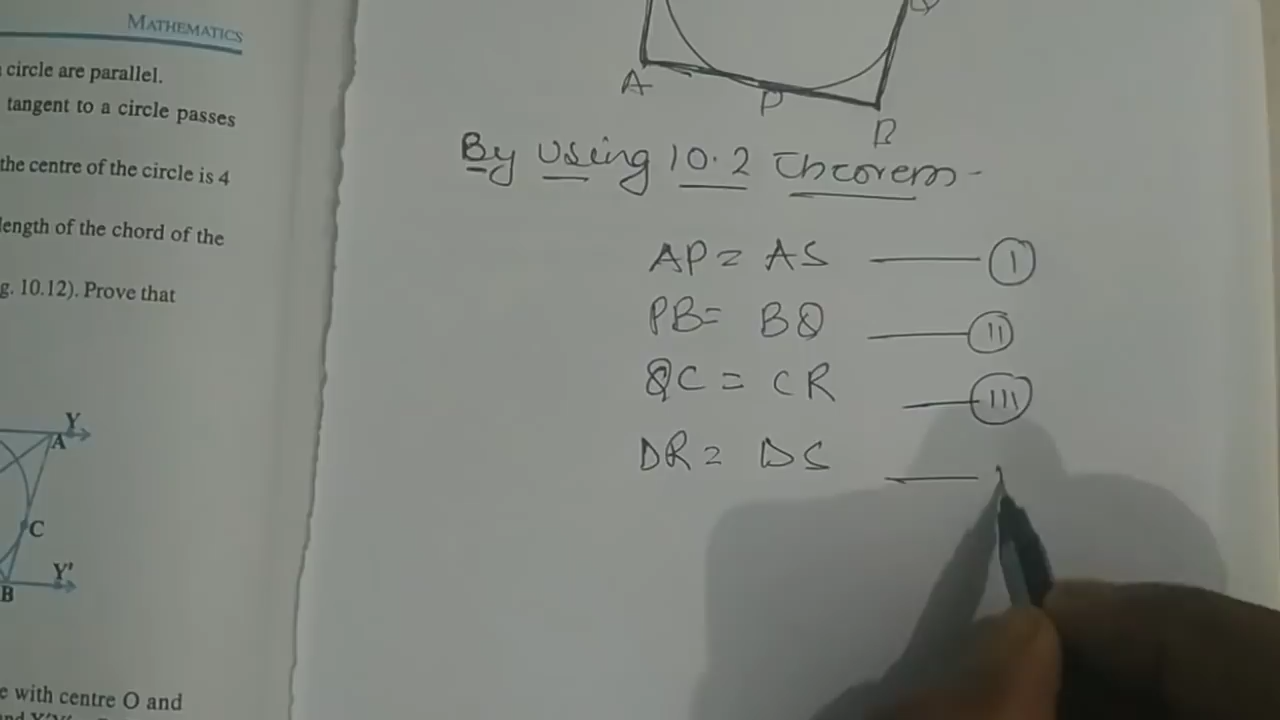 MATHEMATICS
circle are parallel.
tangent to a circle passes
the centre of the circle is 4
length of the chord of the
g. 10.12). Prove that
Y
A
C
Y'
B
e with centre O and
A
P
B
By Using 10.2 Theorem-
AP = AS — I
PB = BQ — II
QC = CR — III
DR = DS —